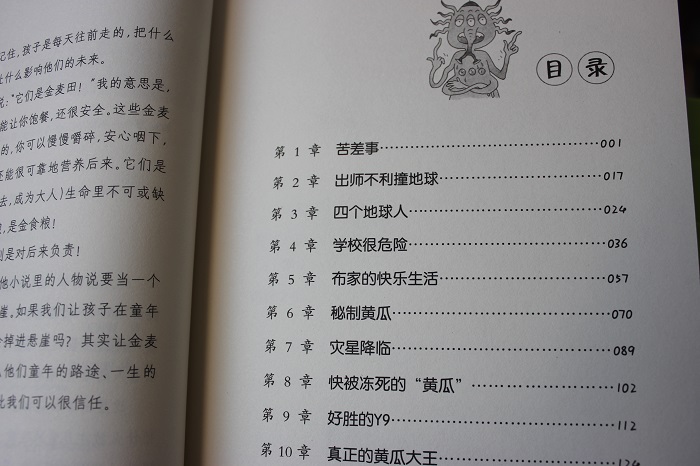 记住，孩子是每天往前走的，把什么
什么影响他们的未来。
说：“它们是金麦田！”我的意思是，
能让你饱餐，还很安全。这些金麦
的，你可以慢慢嚼碎，安心咽下，
还能很可靠地营养后来。它们是
去，成为大人)生命里不可或缺
是金食粮！
是对后来负责！
他小说里的人物说要当一个
崖。如果我们让孩子在童年
掉进悬崖吗？其实让金麦
他们童年的路途、一生的
我们可以很信任。
目录
第 1 章 苦差事……001
第 2 章 出师不利撞地球……017
第 3 章 四个地球人……024
第 4 章 学校很危险……036
第 5 章 布家的快乐生活……057
第 6 章 秘制黄瓜……070
第 7 章 灾星降临……089
第 8 章 快被冻死的“黄瓜”……102
第 9 章 好胜的Y9……112
第 10 章 真正的黄瓜大王……124